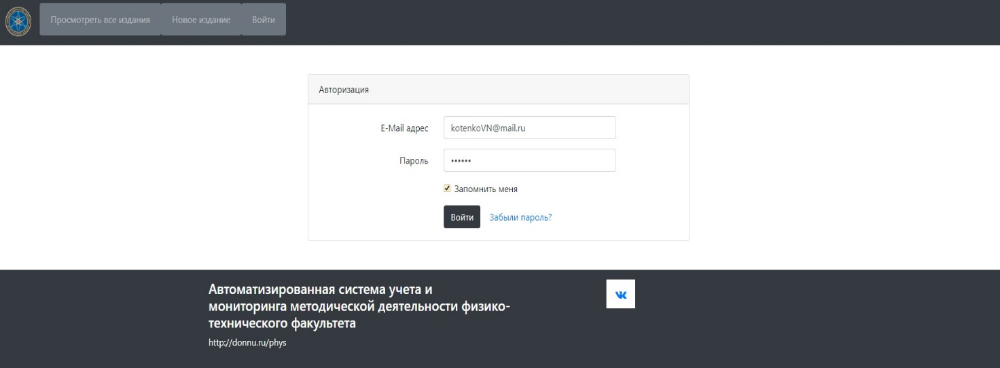 Просмотреть все издания Новое издание Войти
Авторизация
E-Mail адрес kotenkoVN@mail.ru
Пароль ••••••
Запомнить меня
Войти Забыли пароль?
Автоматизированная система учета и
мониторинга методической деятельности физико-
технического факультета
http://donnu.ru/phys